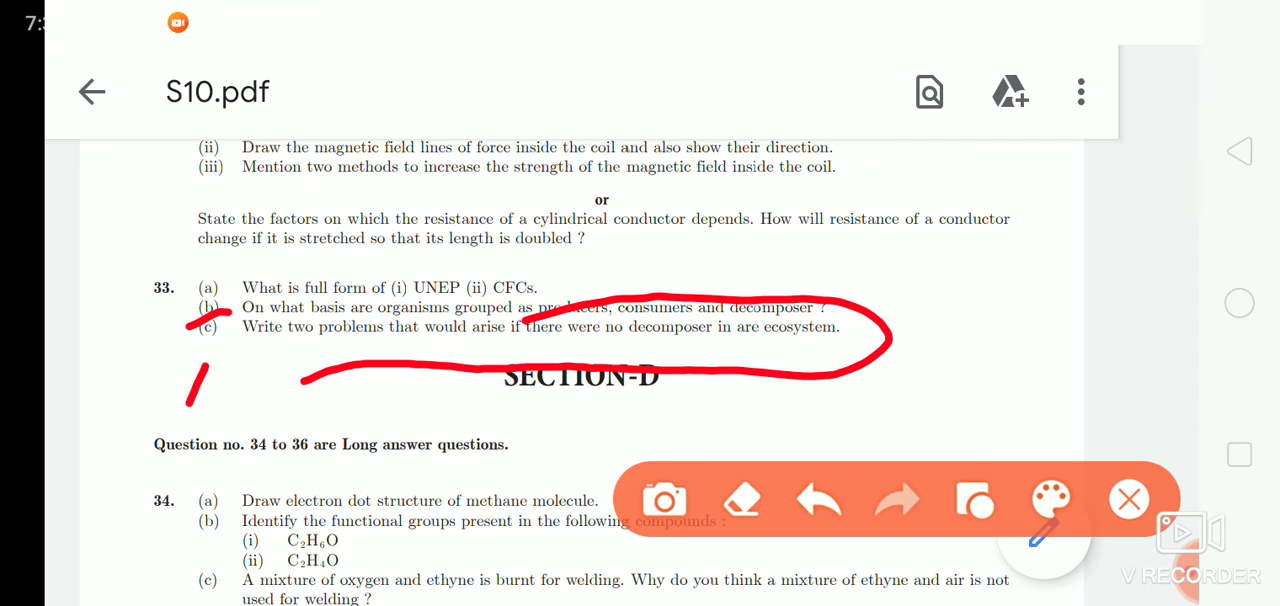 7:3
S10.pdf
(ii) Draw the magnetic field lines of force inside the coil and also show their direction.
(iii) Mention two methods to increase the strength of the magnetic field inside the coil.
or
State the factors on which the resistance of a cylindrical conductor depends. How will resistance of a conductor
change if it is stretched so that its length is doubled ?
33. (a) What is full form of (i) UNEP (ii) CFCs.
(b) On what basis are organisms grouped as producers, consumers and decomposer ?
(c) Write two problems that would arise if there were no decomposer in are ecosystem.
SECTION-D
Question no. 34 to 36 are Long answer questions.
34. (a) Draw electron dot structure of methane molecule.
(b) Identify the functional groups present in the following compounds :
(i) C₂H₆O
(ii) C₂H₄O
(c) A mixture of oxygen and ethyne is burnt for welding. Why do you think a mixture of ethyne and air is not
used for welding ?
V RECORDER